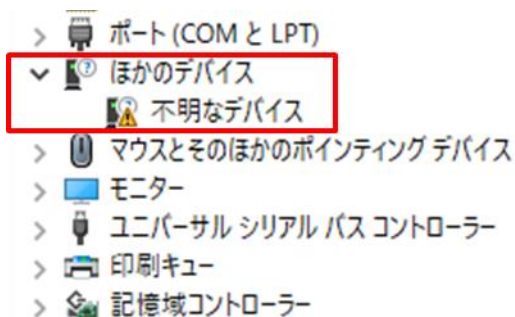 ポート (COM と LPT)
ほかのデバイス
不明なデバイス
マウスとそのほかのポインティング デバイス
モニター
ユニバーサル シリアル バス コントローラー
印刷キュー
記憶域コントローラー